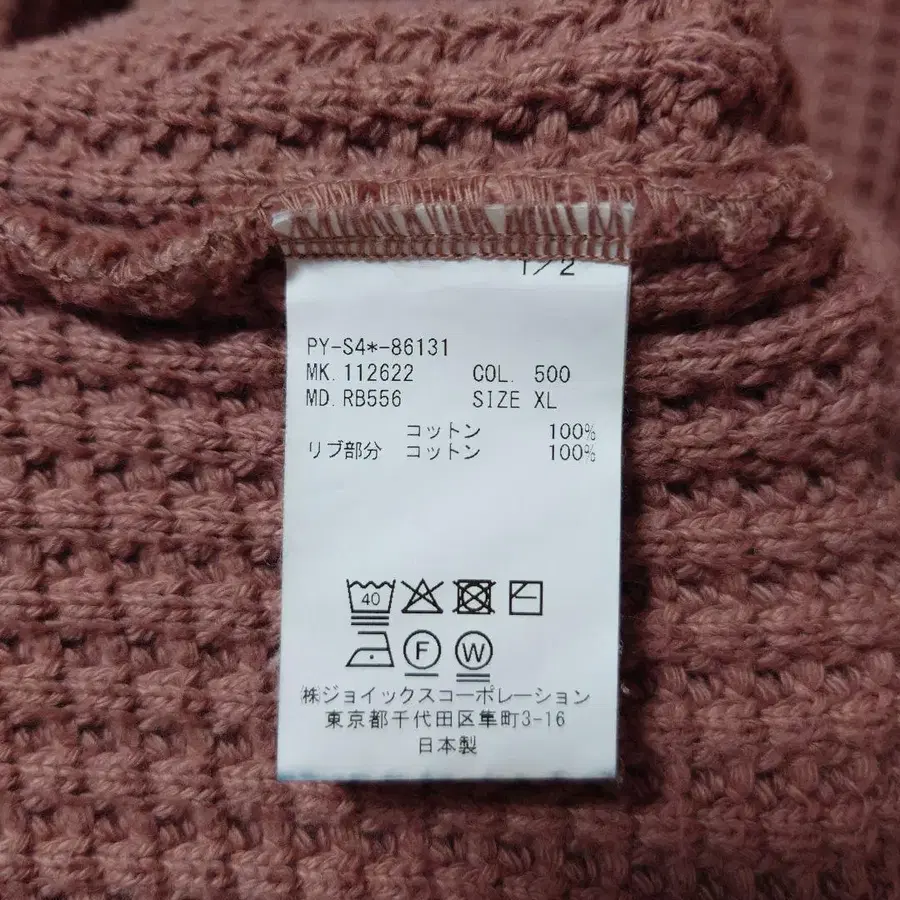 1/2
PY-S4*-86131
MK. 112622 COL. 500
MD. RB556 SIZE XL
コットン 100%
リブ部分 コットン 100%
40
F W
㈱ジョイックスコーポレーション
東京都千代田区隼町3-16
日本製